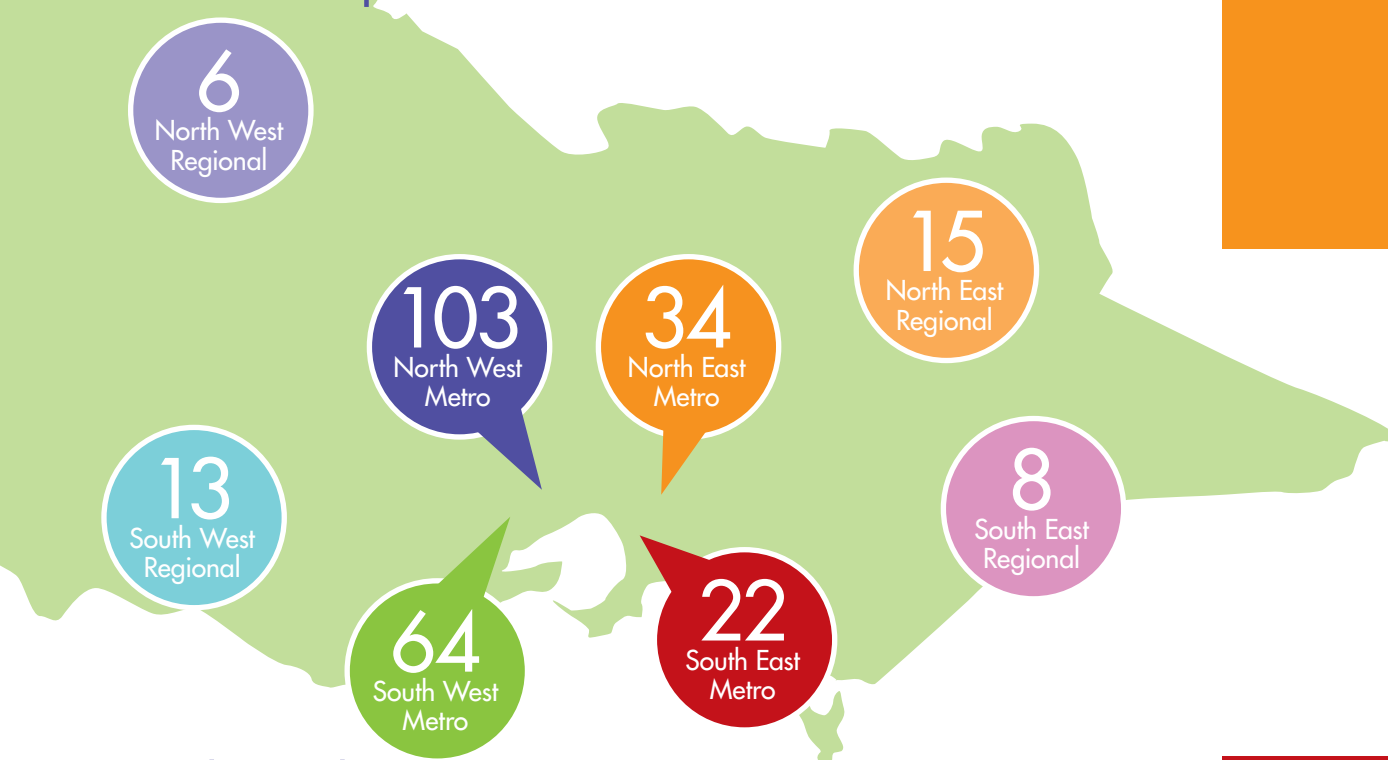 6
North West
Regional
15
North East
Regional
103
North West
Metro
34
North East
Metro
13
South West
Regional
8
South East
Regional
64
South West
Metro
22
South East
Metro